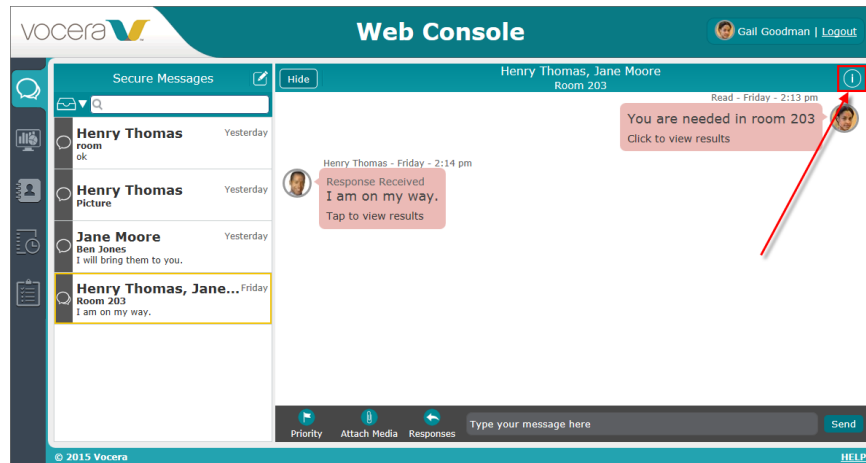 vocera
Web Console
Gail Goodman | Logout
Secure Messages
Hide
Henry Thomas, Jane Moore
Room 203
Henry Thomas
Yesterday
room
ok
Henry Thomas
Yesterday
Picture
Jane Moore
Yesterday
Ben Jones
I will bring them to you.
Henry Thomas, Jane...
Friday
Room 203
I am on my way.
Read - Friday - 2:13 pm
You are needed in room 203
Click to view results
Henry Thomas - Friday - 2:14 pm
Response Received
I am on my way.
Tap to view results
Priority
Attach Media
Responses
Type your message here
Send
© 2015 Vocera
HELP